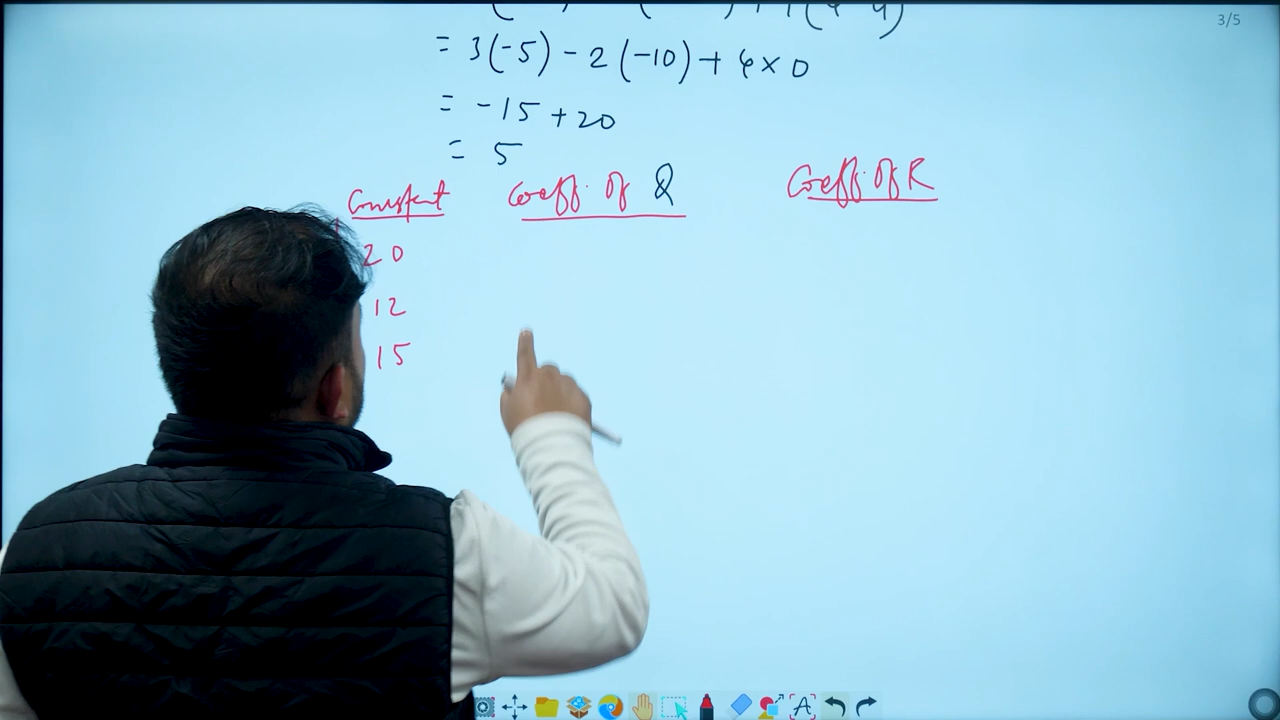 3/5
= 3(-5) - 2(-10) + 4×0
= -15 + 20
= 5
Constant Coeff. of Q Coeff. of R
20
12
15